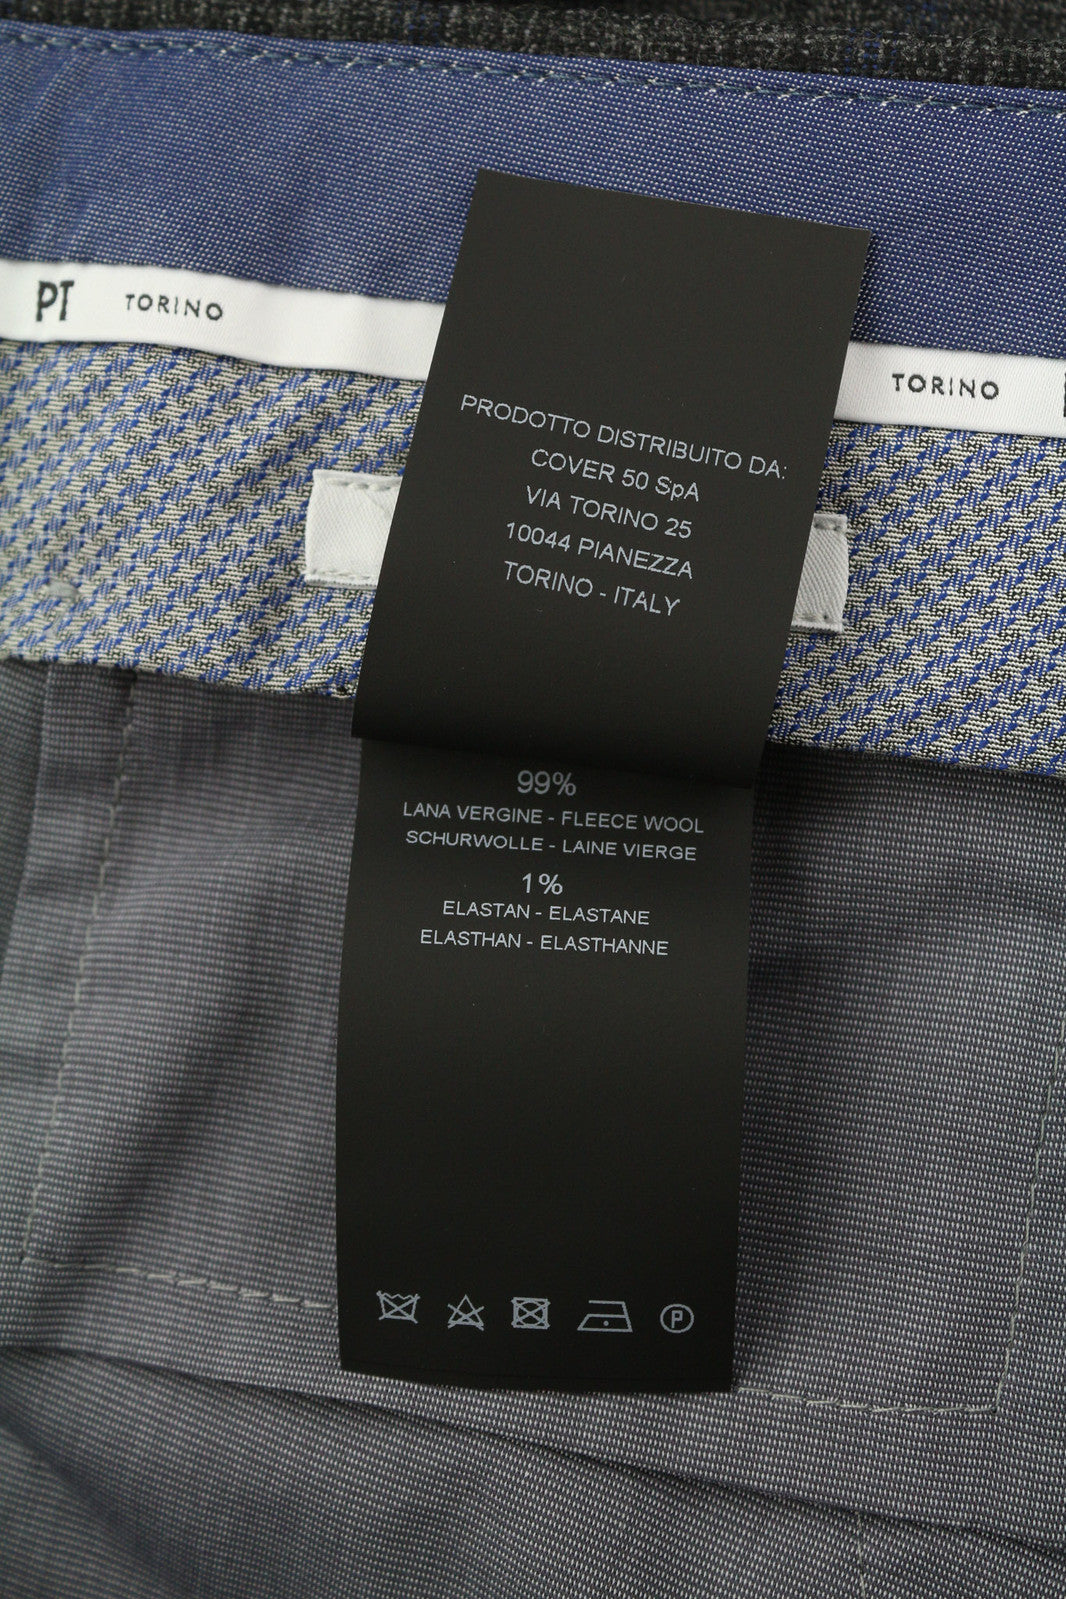 PT TORINO
TORINO
PRODOTTO DISTRIBUITO DA:
COVER 50 SpA
VIA TORINO 25
10044 PIANEZZA
TORINO - ITALY
99%
LANA VERGINE - FLEECE WOOL
SCHURWOLLE - LAINE VIERGE
1%
ELASTAN - ELASTANE
ELASTHAN - ELASTHANNE
P